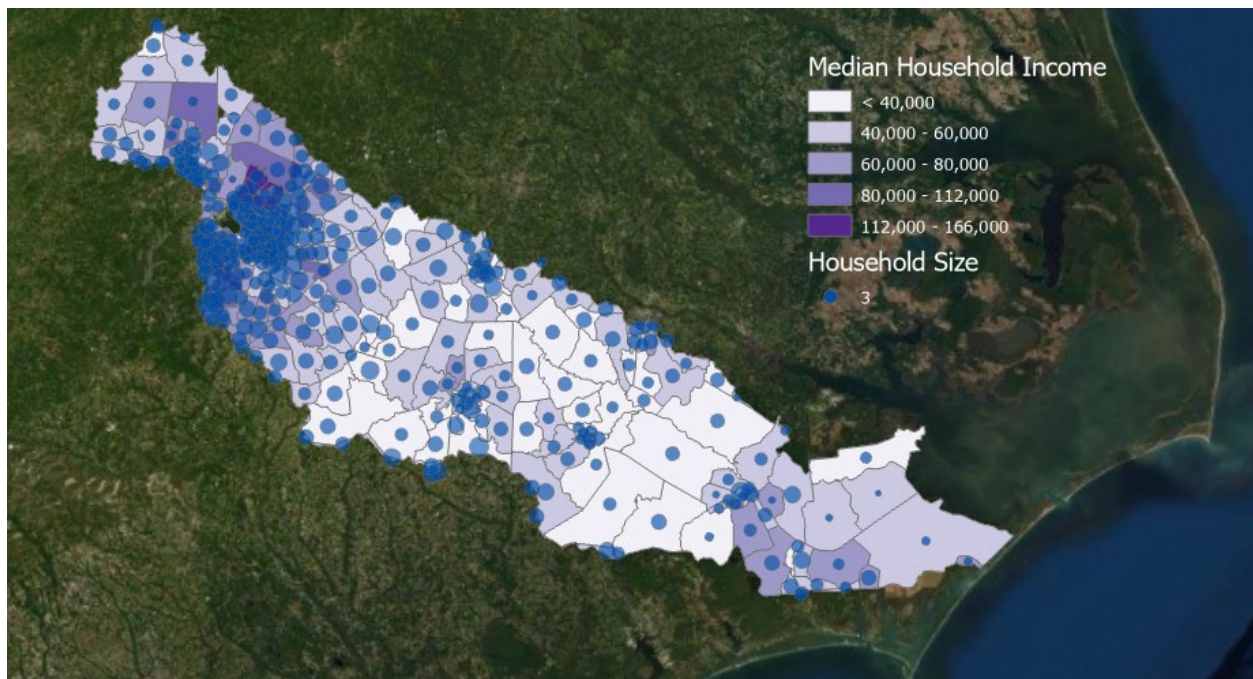 Median Household Income
< 40,000
40,000 - 60,000
60,000 - 80,000
80,000 - 112,000
112,000 - 166,000
Household Size
3